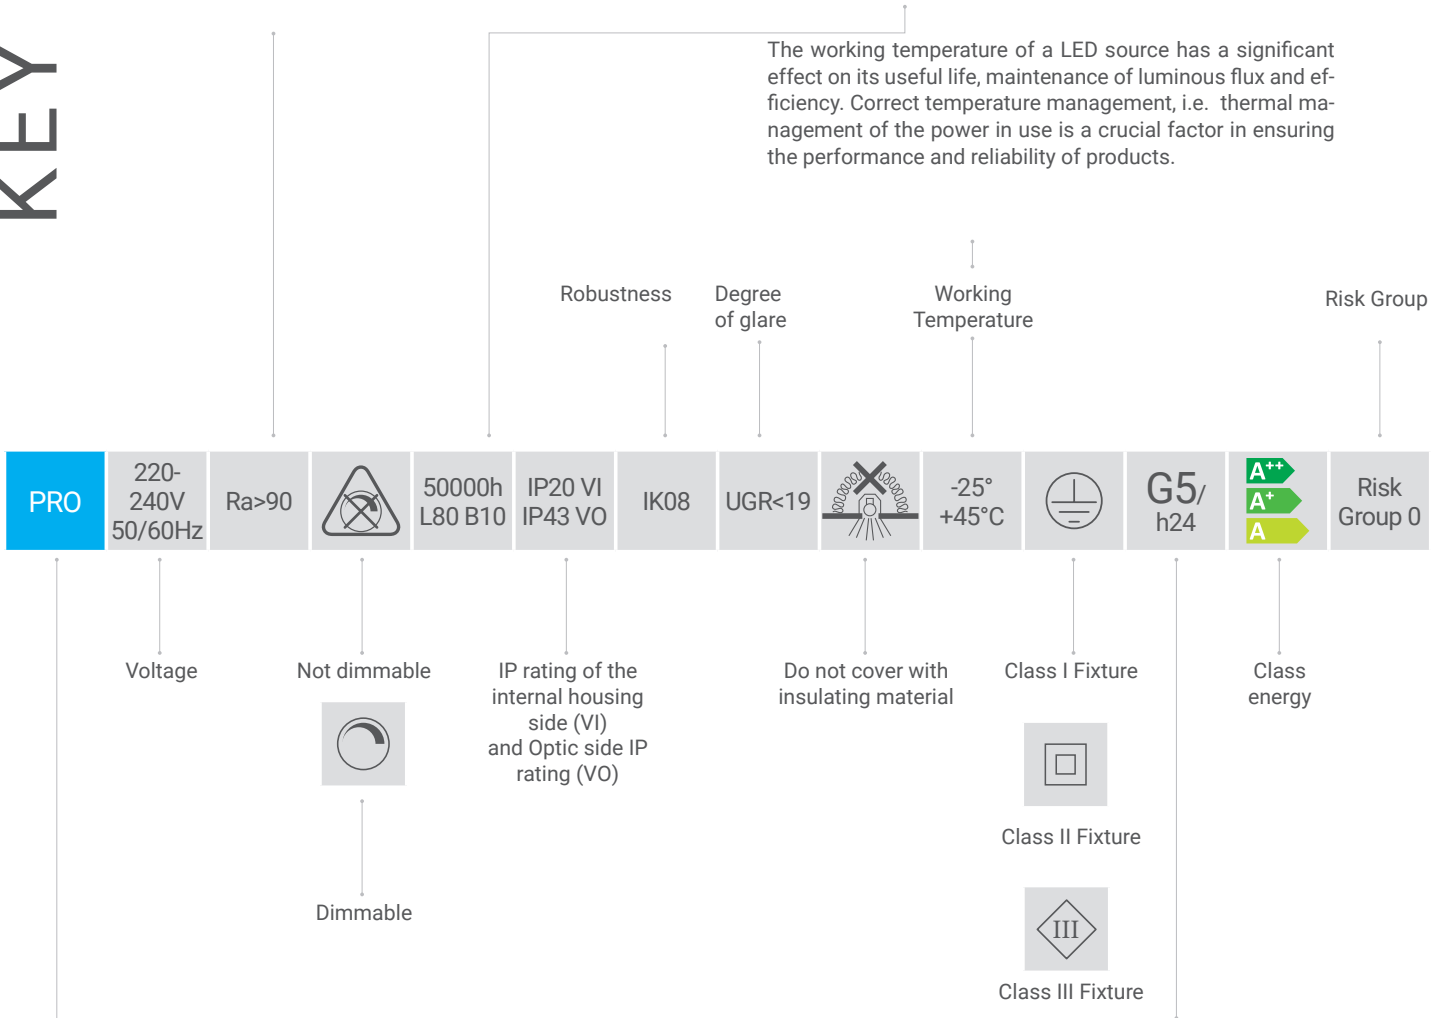 KEY
The working temperature of a LED source has a significant
effect on its useful life, maintenance of luminous flux and ef-
ficiency. Correct temperature management, i.e. thermal ma-
nagement of the power in use is a crucial factor in ensuring
the performance and reliability of products.
Robustness
Degree
of glare
Working
Temperature
Risk Group
PRO
220-
240V
50/60Hz
Ra>90
50000h
L80 B10
IP20 VI
IP43 VO
IK08
UGR<19
-25°
+45°C
G5/
h24
A++
A+
A
Risk
Group 0
Voltage
Not dimmable
IP rating of the
internal housing
side (VI)
and Optic side IP
rating (VO)
Do not cover with
insulating material
Class I Fixture
Class
energy
Class II Fixture
Dimmable
III
Class III Fixture